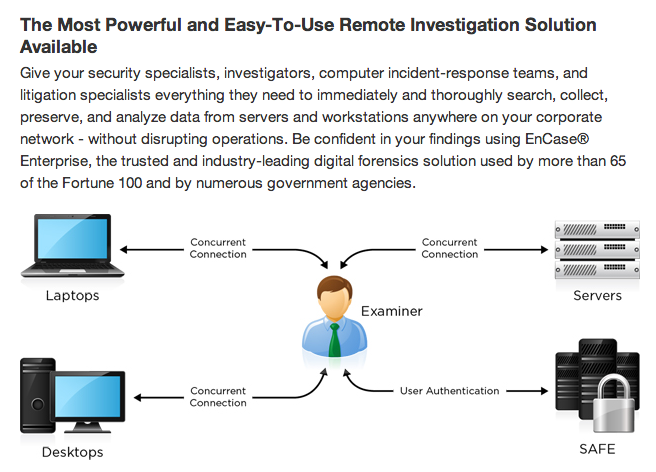 The Most Powerful and Easy-To-Use Remote Investigation Solution
Available
Give your security specialists, investigators, computer incident-response teams, and
litigation specialists everything they need to immediately and thoroughly search, collect,
preserve, and analyze data from servers and workstations anywhere on your corporate
network - without disrupting operations. Be confident in your findings using EnCase®
Enterprise, the trusted and industry-leading digital forensics solution used by more than 65
of the Fortune 100 and by numerous government agencies.
Concurrent
Connection
Concurrent
Connection
Laptops
Servers
Examiner
Concurrent
Connection
User Authentication
Desktops
SAFE